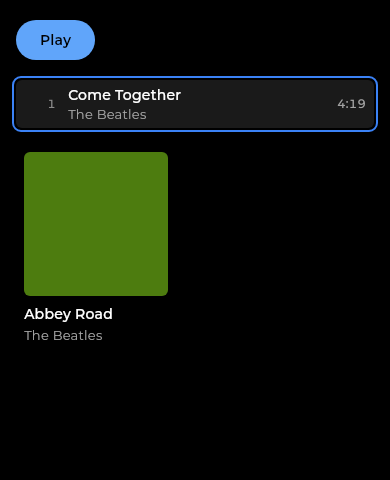 Play
1
Come Together
The Beatles
4:19
Abbey Road
The Beatles